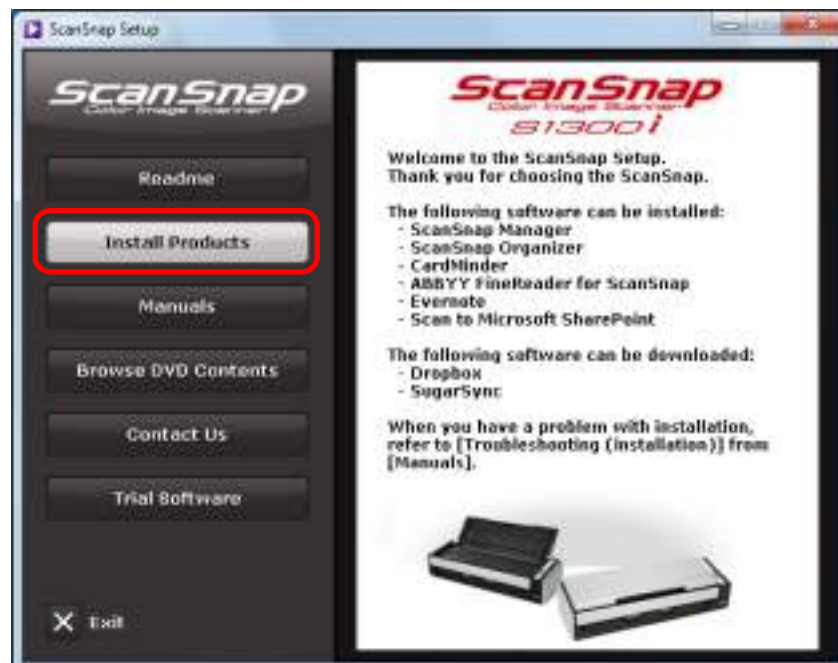 ScanSnap Setup
ScanSnap
Color Image Scanner
Readme
Install Products
Manuals
Browse DVD Contents
Contact Us
Trial Software
Exit
ScanSnap
Color Image Scanner
S1300i
Welcome to the ScanSnap Setup.
Thank you for choosing the ScanSnap.
The following software can be installed:
- ScanSnap Manager
- ScanSnap Organizer
- CardMinder
- ABBYY FineReader for ScanSnap
- Evernote
- Scan to Microsoft SharePoint
The following software can be downloaded:
- Dropbox
- SugarSync
When you have a problem with installation,
refer to [Troubleshooting (Installation)] from
[Manuals].